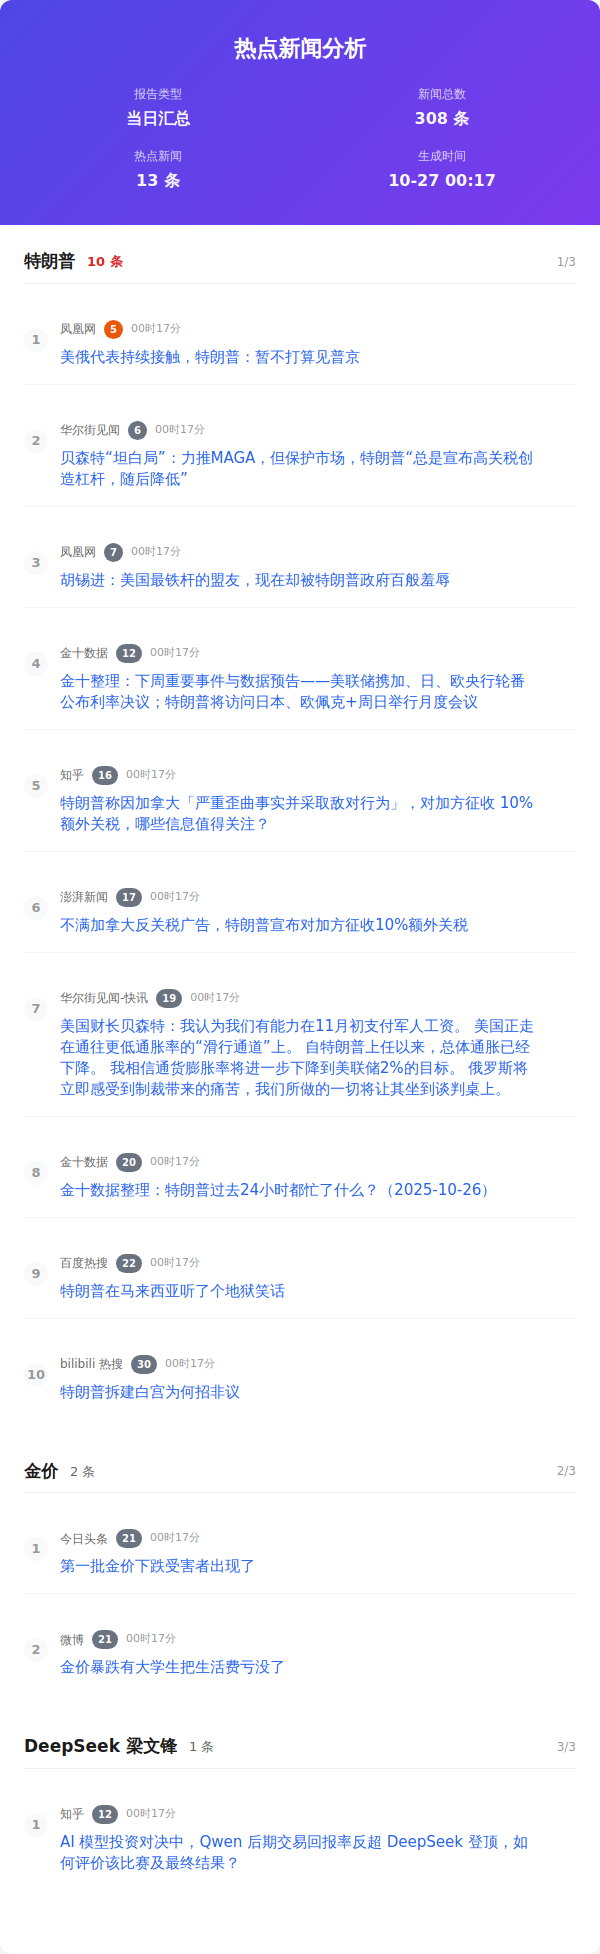 热点新闻分析
报告类型
新闻总数
当日汇总
308 条
热点新闻
生成时间
13 条
10-27 00:17
特朗普 10 条 1/3
1
凤凰网 5 00时17分
美俄代表持续接触，特朗普：暂不打算见普京
2
华尔街见闻 6 00时17分
贝森特“坦白局”：力推MAGA，但保护市场，特朗普“总是宣布高关税创
造杠杆，随后降低”
3
凤凰网 7 00时17分
胡锡进：美国最铁杆的盟友，现在却被特朗普政府百般羞辱
4
金十数据 12 00时17分
金十整理：下周重要事件与数据预告——美联储携加、日、欧央行轮番
公布利率决议；特朗普将访问日本、欧佩克+周日举行月度会议
5
知乎 16 00时17分
特朗普称因加拿大「严重歪曲事实并采取敌对行为」，对加方征收 10%
额外关税，哪些信息值得关注？
6
澎湃新闻 17 00时17分
不满加拿大反关税广告，特朗普宣布对加方征收10%额外关税
7
华尔街见闻-快讯 19 00时17分
美国财长贝森特：我认为我们有能力在11月初支付军人工资。 美国正走
在通往更低通胀率的“滑行通道”上。 自特朗普上任以来，总体通胀已经
下降。 我相信通货膨胀率将进一步下降到美联储2%的目标。 俄罗斯将
立即感受到制裁带来的痛苦，我们所做的一切将让其坐到谈判桌上。
8
金十数据 20 00时17分
金十数据整理：特朗普过去24小时都忙了什么？（2025-10-26）
9
百度热搜 22 00时17分
特朗普在马来西亚听了个地狱笑话
10
bilibili 热搜 30 00时17分
特朗普拆建白宫为何招非议
金价 2 条 2/3
1
今日头条 21 00时17分
第一批金价下跌受害者出现了
2
微博 21 00时17分
金价暴跌有大学生把生活费亏没了
DeepSeek 梁文锋 1 条 3/3
1
知乎 12 00时17分
AI 模型投资对决中，Qwen 后期交易回报率反超 DeepSeek 登顶，如
何评价该比赛及最终结果？